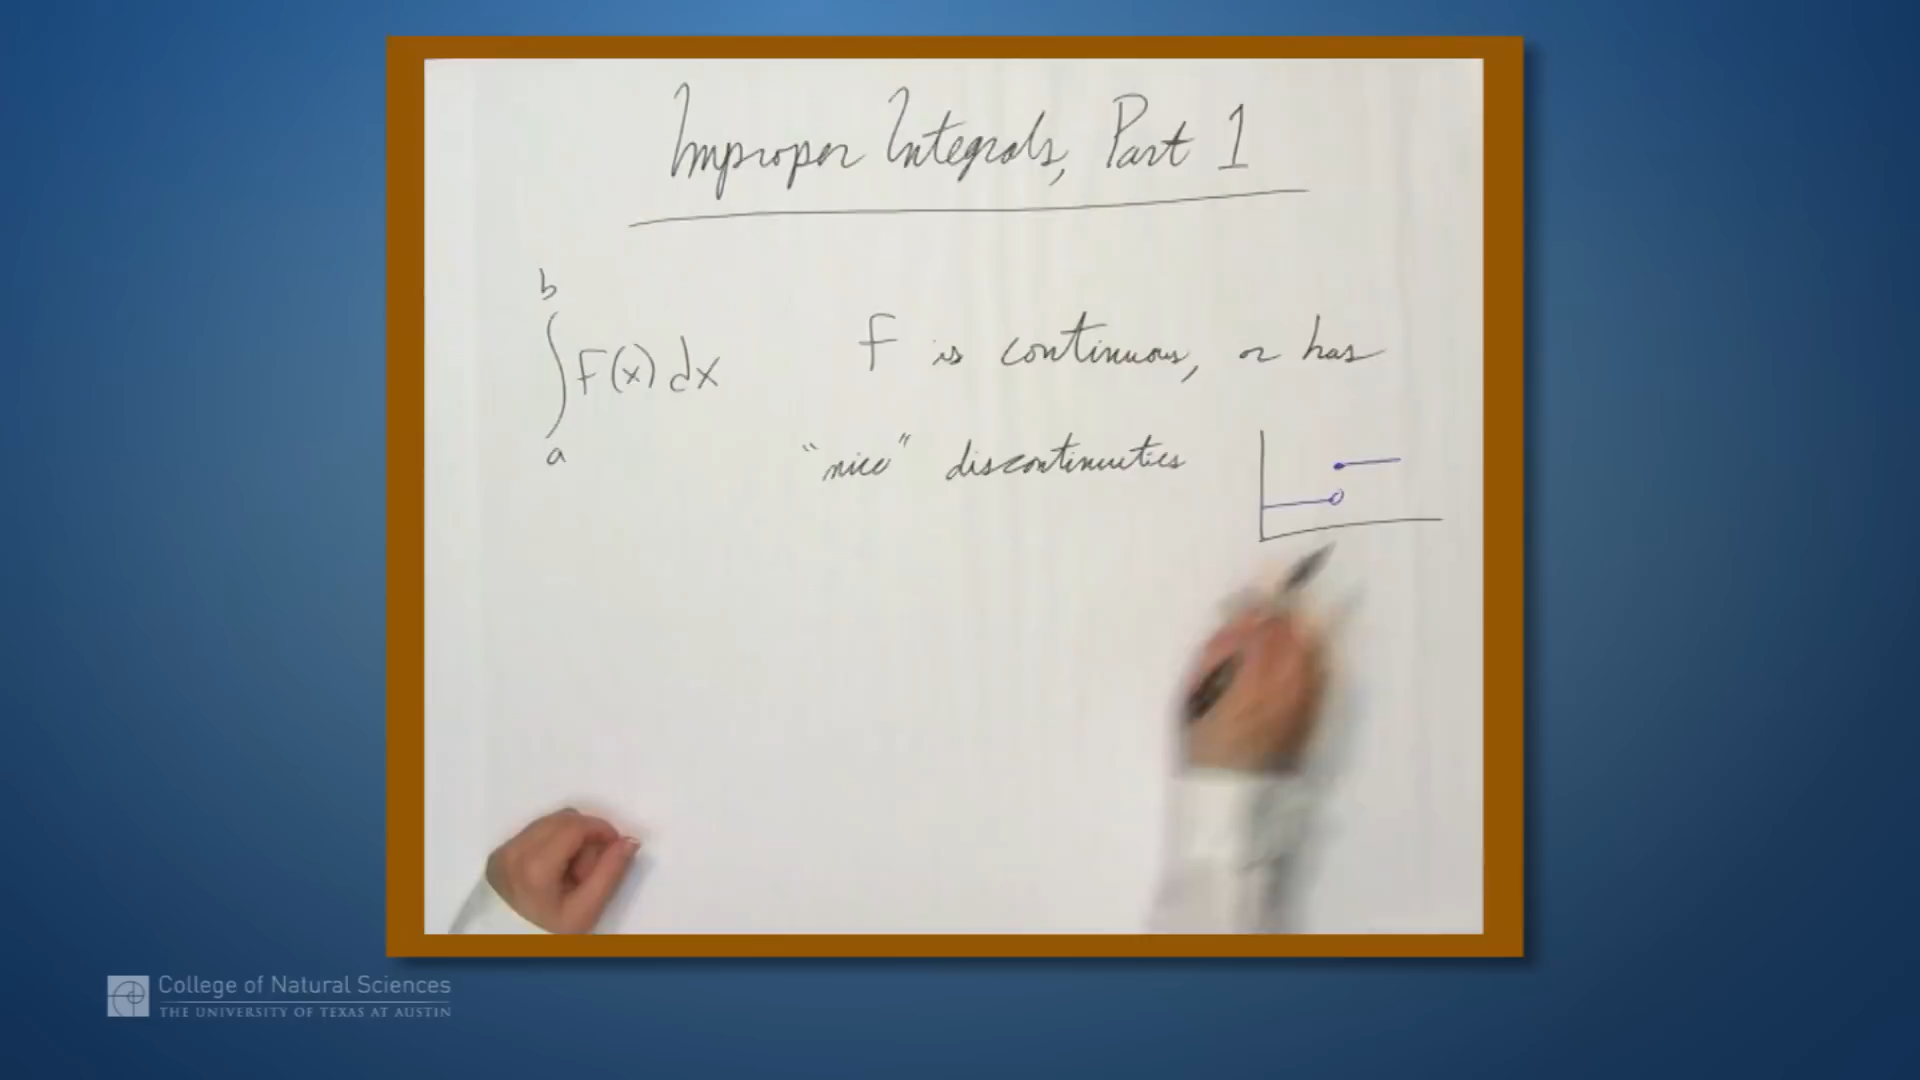 Improper Integrals, Part 1
b
∫ F(x) dx
a
F is continuous, or has
"nice" discontinuities
College of Natural Sciences
THE UNIVERSITY OF TEXAS AT AUSTIN